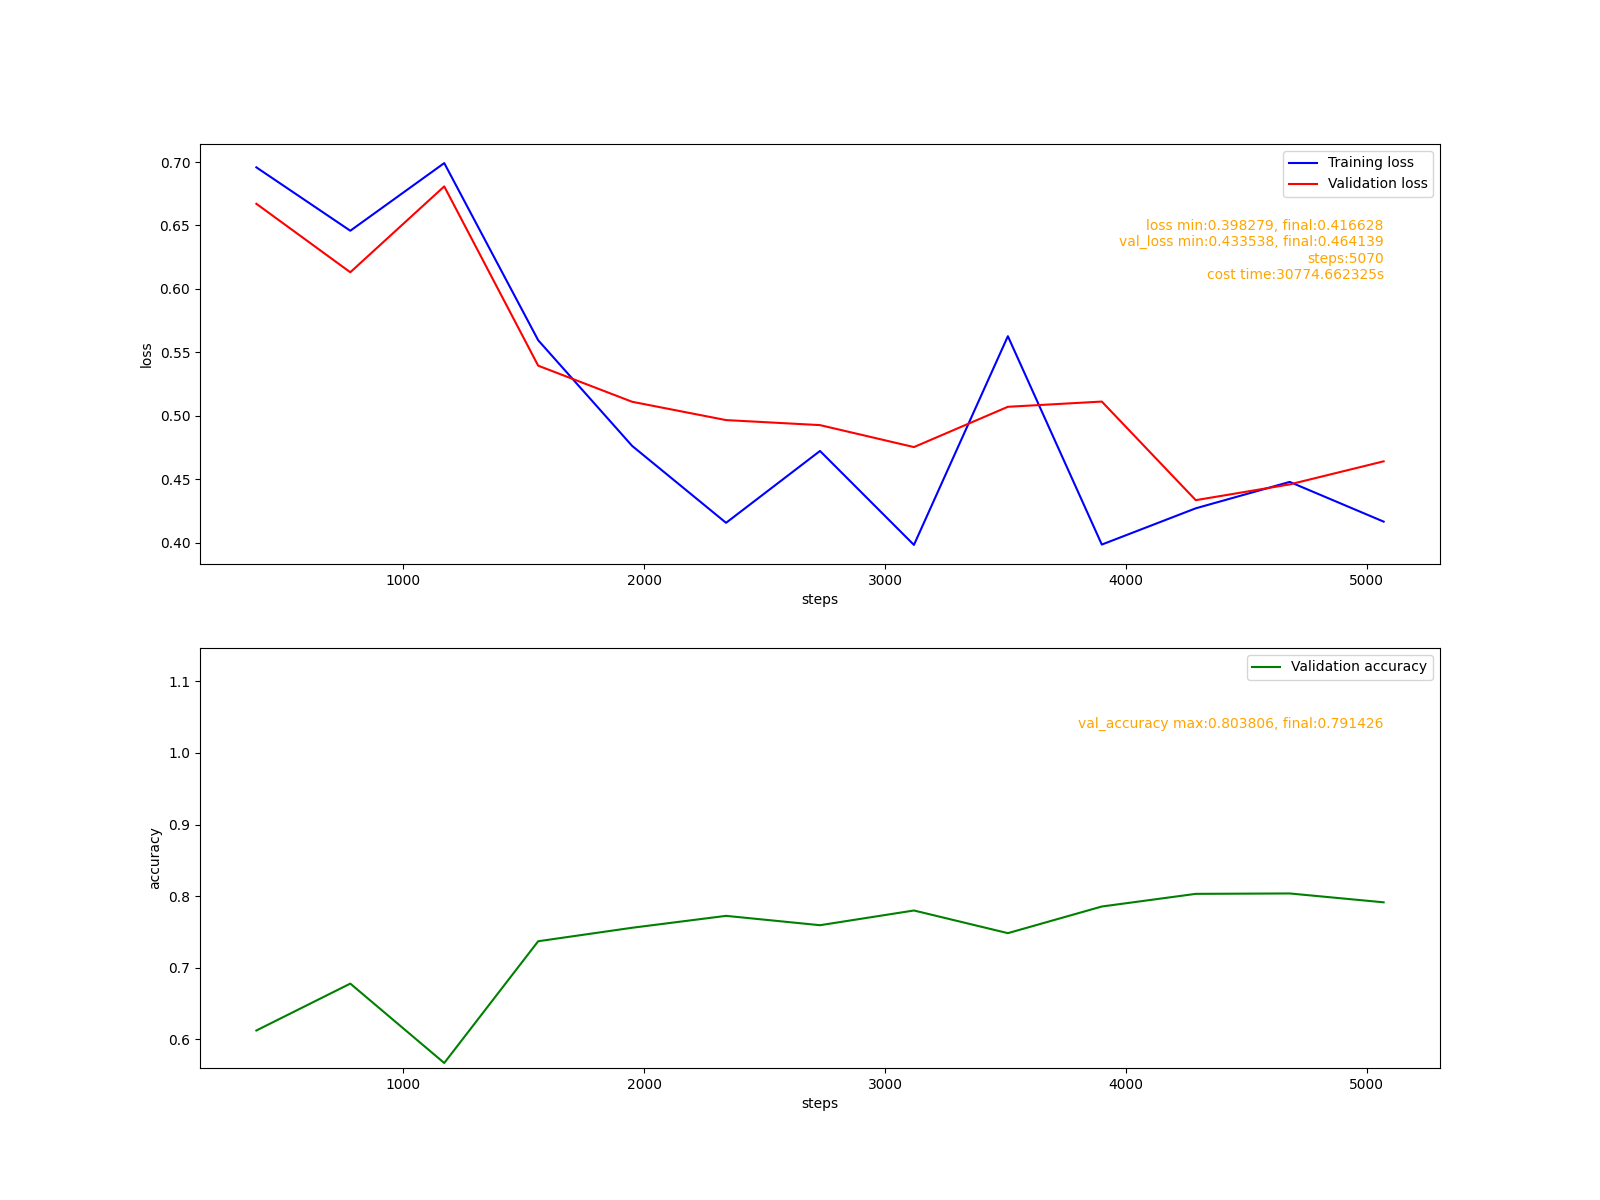 Training loss
Validation loss
loss min:0.398279, final:0.416628
val_loss min:0.433538, final:0.464139
steps:5070
cost time:30774.662325s
0.70
0.65
0.60
0.55
0.50
0.45
0.40
loss
1000 2000 3000 4000 5000
steps
Validation accuracy
val_accuracy max:0.803806, final:0.791426
1.1
1.0
0.9
0.8
0.7
0.6
accuracy
1000 2000 3000 4000 5000
steps